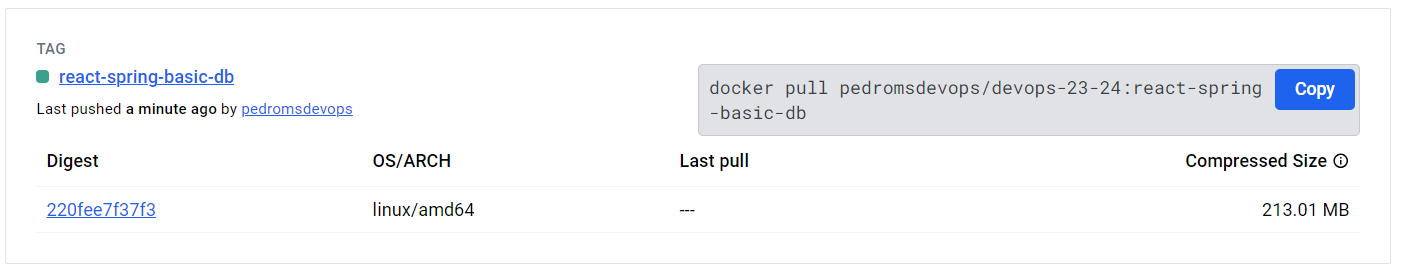 TAG
react-spring-basic-db
Last pushed a minute ago by pedromsdevops
docker pull pedromsdevops/devops-23-24:react-spring
-basic-db
Copy
Digest OS/ARCH Last pull Compressed Size
220fee7f37f3 linux/amd64 --- 213.01 MB